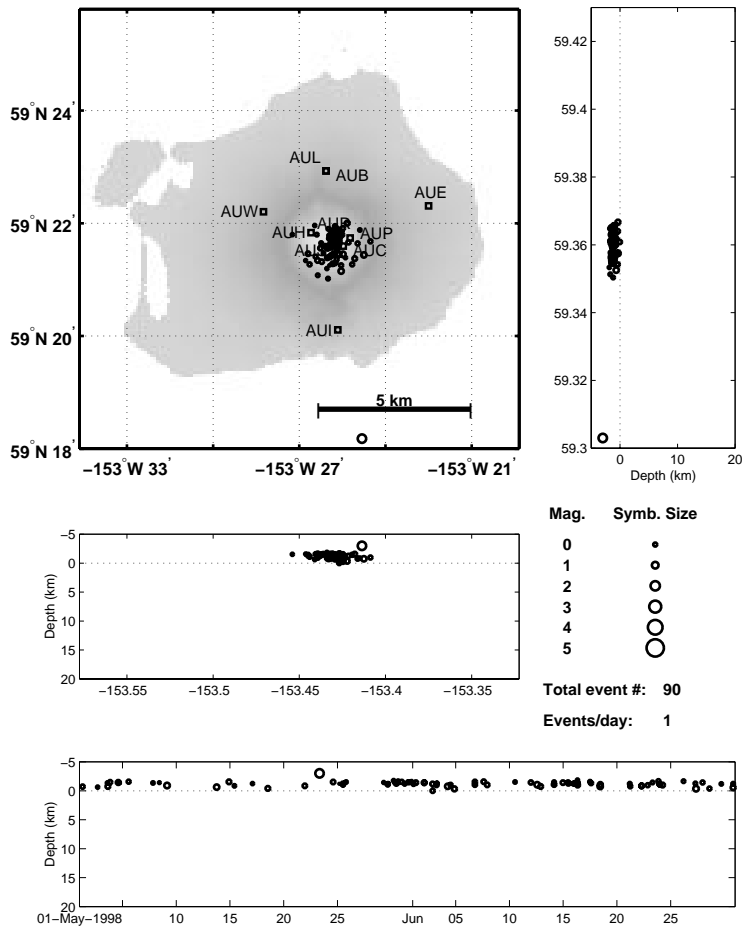 59°N 24'
59°N 22'
59°N 20'
59°N 18'
AUL
AUB
AUE
AUW
AUH
AUP
AUC
AUI
5 km
−153°W 33'
−153°W 27'
−153°W 21'
59.42
59.4
59.38
59.36
59.34
59.32
59.3
0
10
20
Depth (km)
−5
0
5
10
15
20
Depth (km)
−153.55
−153.5
−153.45
−153.4
−153.35
Mag. Symb. Size
0
1
2
3
4
5
Total event #: 90
Events/day: 1
−5
0
5
10
15
20
Depth (km)
01−May−1998
10
15
20
25
Jun
05
10
15
20
25